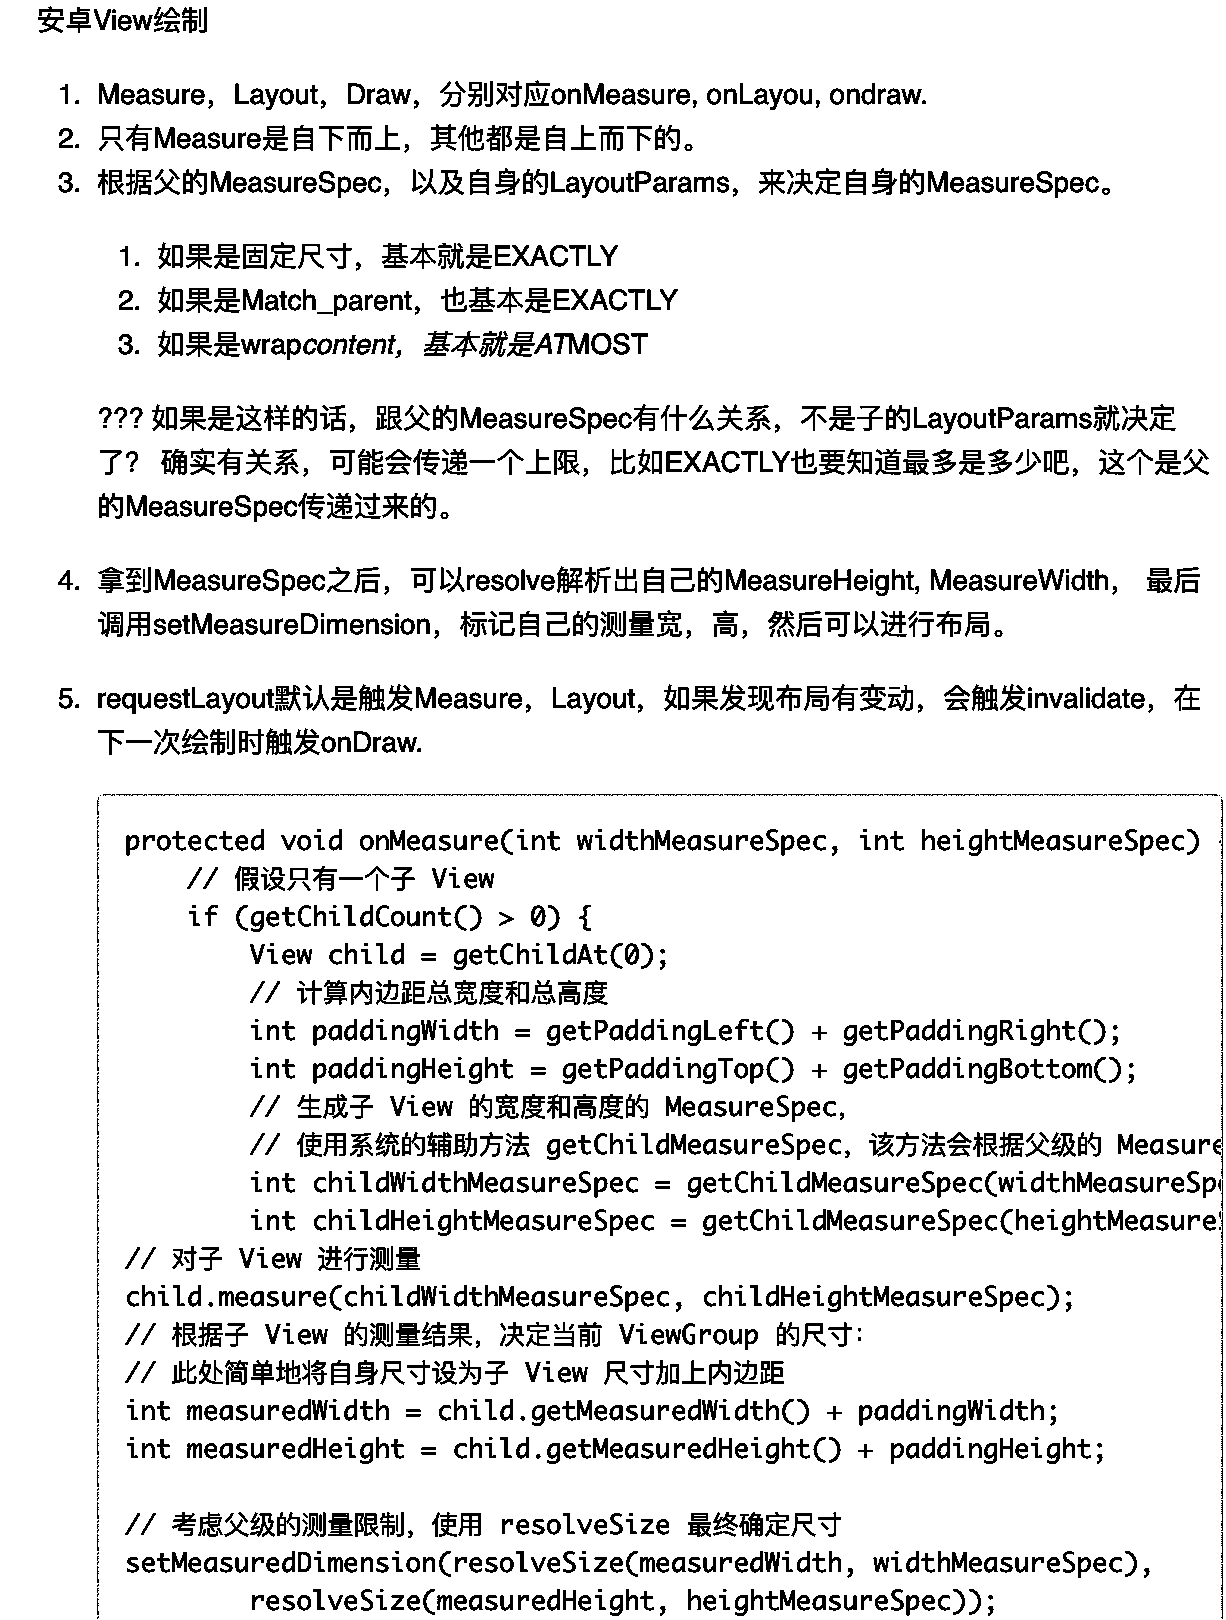 安卓View绘制
1. Measure，Layout，Draw，分别对应onMeasure, onLayou, ondraw.
2. 只有Measure是自下而上，其他都是自上而下的。
3. 根据父的MeasureSpec，以及自身的LayoutParams，来决定自身的MeasureSpec。
1. 如果是固定尺寸，基本就是EXACTLY
2. 如果是Match_parent，也基本是EXACTLY
3. 如果是wrapcontent，基本就是ATMOST
??? 如果是这样的话，跟父的MeasureSpec有什么关系，不是子的LayoutParams就决定
了？ 确实有关系，可能会传递一个上限，比如EXACTLY也要知道最多是多少吧，这个是父
的MeasureSpec传递过来的。
4. 拿到MeasureSpec之后，可以resolve解析出自己的MeasureHeight, MeasureWidth， 最后
调用setMeasureDimension，标记自己的测量宽，高，然后可以进行布局。
5. requestLayout默认是触发Measure，Layout，如果发现布局有变动，会触发invalidate，在
下一次绘制时触发onDraw.
protected void onMeasure(int widthMeasureSpec, int heightMeasureSpec)
// 假设只有一个子 View
if (getChildCount() > 0) {
View child = getChildAt(0);
// 计算内边距总宽度和总高度
int paddingWidth = getPaddingLeft() + getPaddingRight();
int paddingHeight = getPaddingTop() + getPaddingBottom();
// 生成子 View 的宽度和高度的 MeasureSpec，
// 使用系统的辅助方法 getChildMeasureSpec，该方法会根据父级的 Measure
int childWidthMeasureSpec = getChildMeasureSpec(widthMeasureSp
int childHeightMeasureSpec = getChildMeasureSpec(heightMeasure
// 对子 View 进行测量
child.measure(childWidthMeasureSpec, childHeightMeasureSpec);
// 根据子 View 的测量结果，决定当前 ViewGroup 的尺寸：
// 此处简单地将自身尺寸设为子 View 尺寸加上内边距
int measuredWidth = child.getMeasuredWidth() + paddingWidth;
int measuredHeight = child.getMeasuredHeight() + paddingHeight;
// 考虑父级的测量限制，使用 resolveSize 最终确定尺寸
setMeasuredDimension(resolveSize(measuredWidth, widthMeasureSpec),
resolveSize(measuredHeight, heightMeasureSpec));